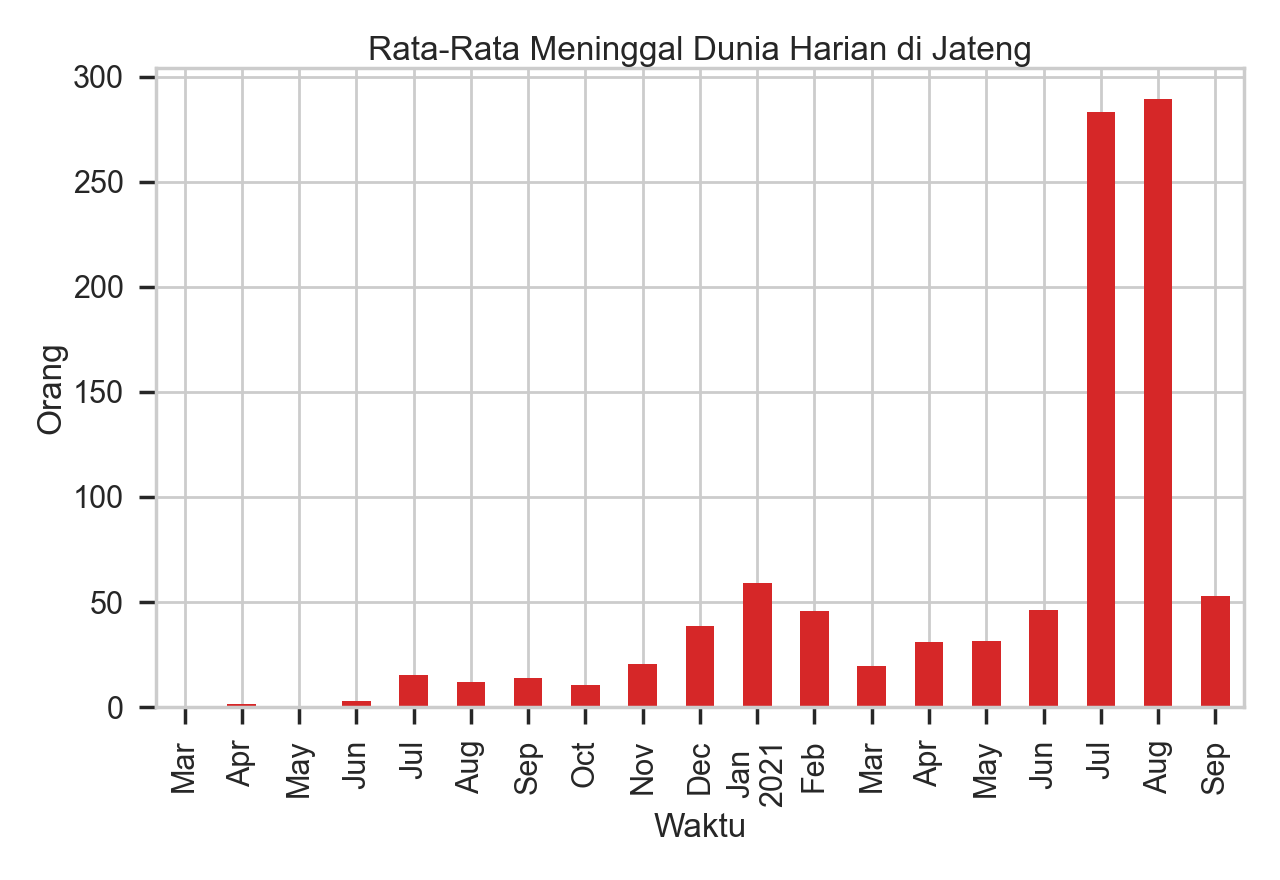 Rata-Rata Meninggal Dunia Harian di Jateng
300
250
200
150
100
50
0
Orang
Mar
Apr
May
Jun
Jul
Aug
Sep
Oct
Nov
Dec
Jan
2021
Feb
Mar
Apr
May
Jun
Jul
Aug
Sep
Waktu